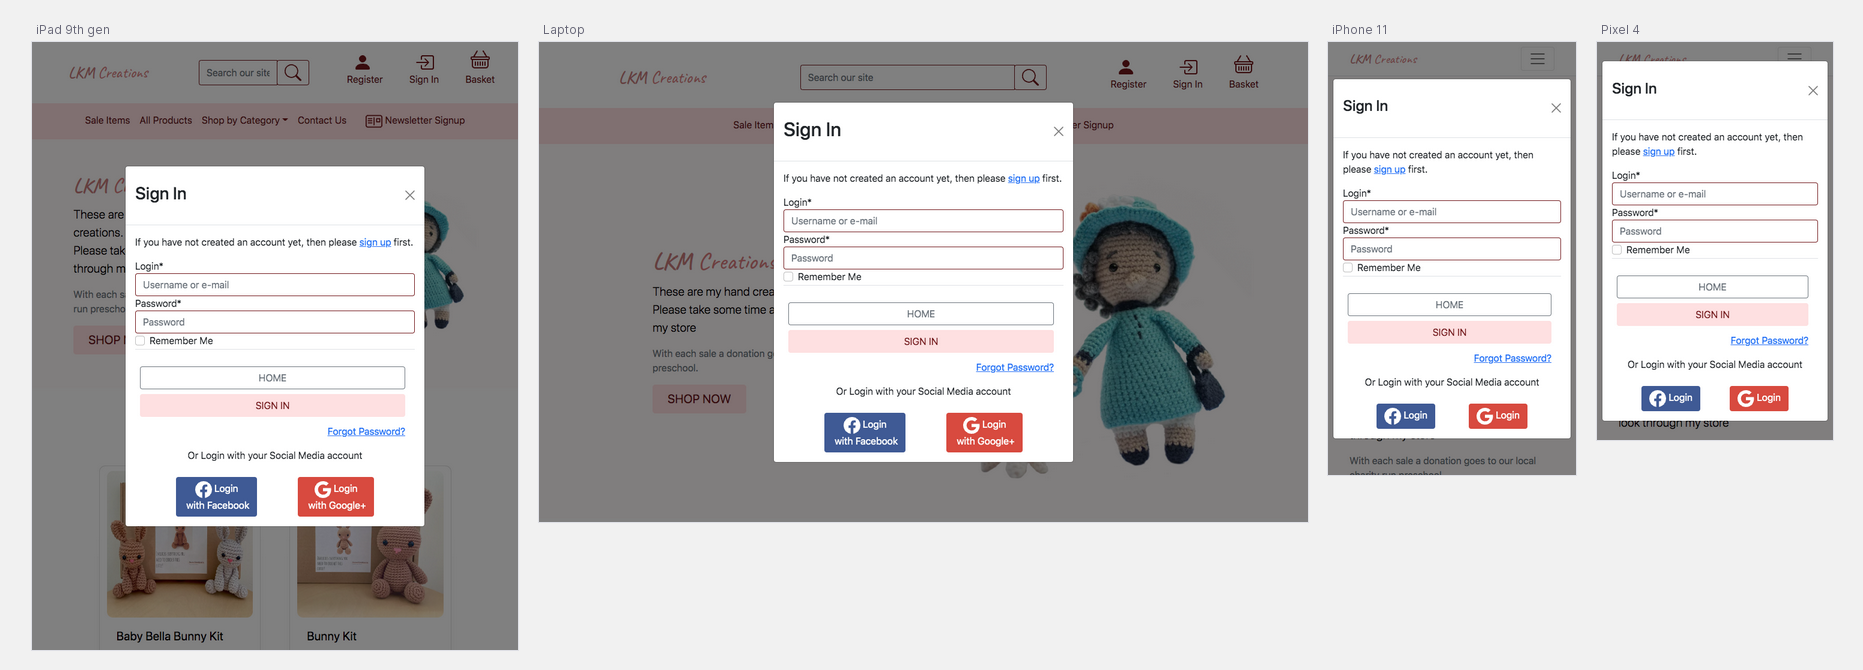 iPad 9th gen
LKM Creations
Search our site
Register
Sign In
Basket
Sale Items
All Products
Shop by Category
Contact Us
Newsletter Signup
LKM C
These are
creations.
Please tak
through m
With each s
run prescho
SHOP
Sign In
If you have not created an account yet, then please sign up first.
Login*
Username or e-mail
Password*
Password
Remember Me
HOME
SIGN IN
Forgot Password?
Or Login with your Social Media account
Login
with Facebook
Login
with Google+
Baby Bella Bunny Kit
Bunny Kit
Laptop
LKM Creations
Search our site
Register
Sign In
Basket
Sale Item
er Signup
LKM Creations
These are my hand crea
Please take some time a
my store
With each sale a donation g
preschool.
SHOP NOW
Sign In
If you have not created an account yet, then please sign up first.
Login*
Username or e-mail
Password*
Password
Remember Me
HOME
SIGN IN
Forgot Password?
Or Login with your Social Media account
Login
with Facebook
Login
with Google+
iPhone 11
LKM Creations
Sign In
If you have not created an account yet, then
please sign up first.
Login*
Username or e-mail
Password*
Password
Remember Me
HOME
SIGN IN
Forgot Password?
Or Login with your Social Media account
Login
Login
through my store
With each sale a donation goes to our local
charity run preschool
Pixel 4
LKM Creations
Sign In
If you have not created an account yet, then
please sign up first.
Login*
Username or e-mail
Password*
Password
Remember Me
HOME
SIGN IN
Forgot Password?
Or Login with your Social Media account
Login
Login
look through my store